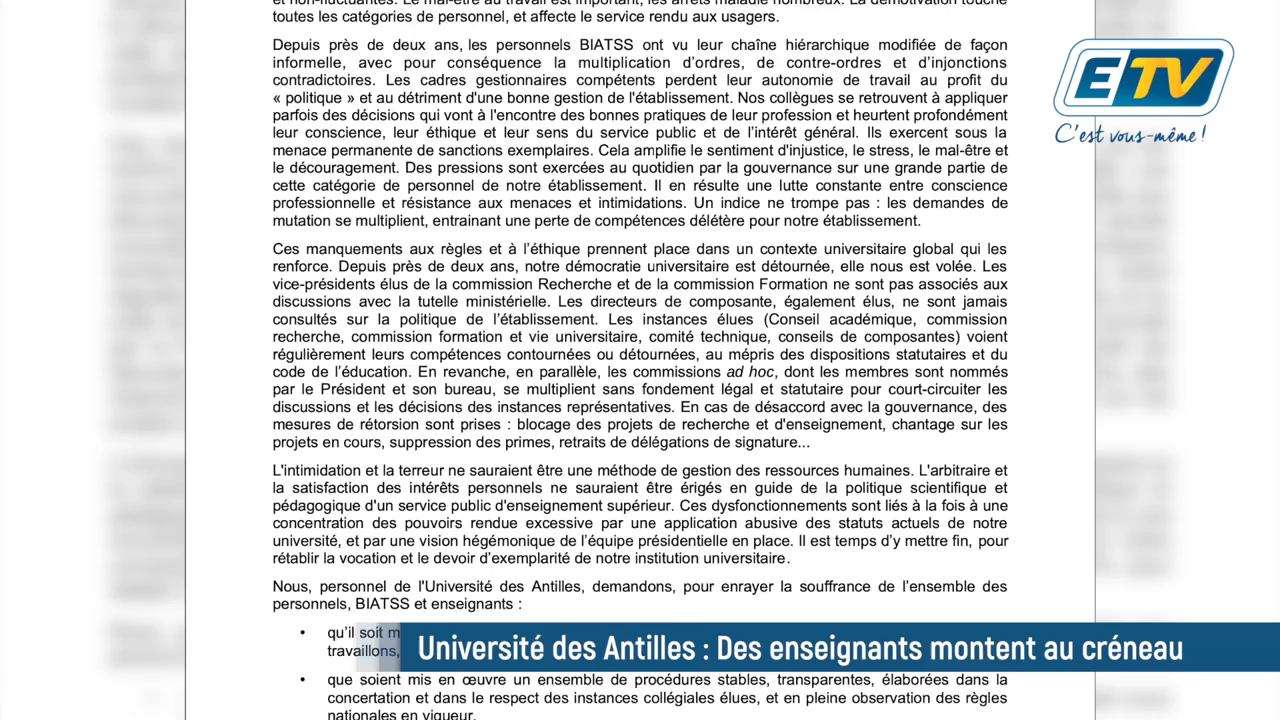 et non-fluctuantes. Le mal-être au travail est important, les arrêts maladie nombreux. La démotivation touche
toutes les catégories de personnel, et affecte le service rendu aux usagers.
Depuis près de deux ans, les personnels BIATSS ont vu leur chaîne hiérarchique modifiée de façon
informelle, avec pour conséquence la multiplication d'ordres, de contre-ordres et d'injonctions
contradictoires. Les cadres gestionnaires compétents perdent leur autonomie de travail au profit du
« politique » et au détriment d'une bonne gestion de l'établissement. Nos collègues se retrouvent à appliquer
parfois des décisions qui vont à l'encontre des bonnes pratiques de leur profession et heurtent profondément
leur conscience, leur éthique et leur sens du service public et de l'intérêt général. Ils exercent sous la
menace permanente de sanctions exemplaires. Cela amplifie le sentiment d'injustice, le stress, le mal-être et
le découragement. Des pressions sont exercées au quotidien par la gouvernance sur une grande partie de
cette catégorie de personnel de notre établissement. Il en résulte une lutte constante entre conscience
professionnelle et résistance aux menaces et intimidations. Un indice ne trompe pas : les demandes de
mutation se multiplient, entrainant une perte de compétences délétère pour notre établissement.
Ces manquements aux règles et à l'éthique prennent place dans un contexte universitaire global qui les
renforce. Depuis près de deux ans, notre démocratie universitaire est détournée, elle nous est volée. Les
vice-présidents élus de la commission Recherche et de la commission Formation ne sont pas associés aux
discussions avec la tutelle ministérielle. Les directeurs de composante, également élus, ne sont jamais
consultés sur la politique de l'établissement. Les instances élues (Conseil académique, commission
recherche, commission formation et vie universitaire, comité technique, conseils de composantes) voient
régulièrement leurs compétences contournées ou détournées, au mépris des dispositions statutaires et du
code de l'éducation. En revanche, en parallèle, les commissions ad hoc, dont les membres sont nommés
par le Président et son bureau, se multiplient sans fondement légal et statutaire pour court-circuiter les
discussions et les décisions des instances représentatives. En cas de désaccord avec la gouvernance, des
mesures de rétorsion sont prises : blocage des projets de recherche et d'enseignement, chantage sur les
projets en cours, suppression des primes, retraits de délégations de signature...
L'intimidation et la terreur ne sauraient être une méthode de gestion des ressources humaines. L'arbitraire et
la satisfaction des intérêts personnels ne sauraient être érigés en guide de la politique scientifique et
pédagogique d'un service public d'enseignement supérieur. Ces dysfonctionnements sont liés à la fois à une
concentration des pouvoirs rendue excessive par une application abusive des statuts actuels de notre
université, et par une vision hégémonique de l'équipe présidentielle en place. Il est temps d'y mettre fin, pour
rétablir la vocation et le devoir d'exemplarité de notre institution universitaire.
Nous, personnel de l'Université des Antilles, demandons, pour enrayer la souffrance de l'ensemble des
personnels, BIATSS et enseignants :
• qu'il soit m
travaillons,
• que soient mis en œuvre un ensemble de procédures stables, transparentes, élaborées dans la
concertation et dans le respect des instances collégiales élues, et en pleine observation des règles
nationales en vigueur.
ETV
C'est vous-même !
Université des Antilles : Des enseignants montent au créneau